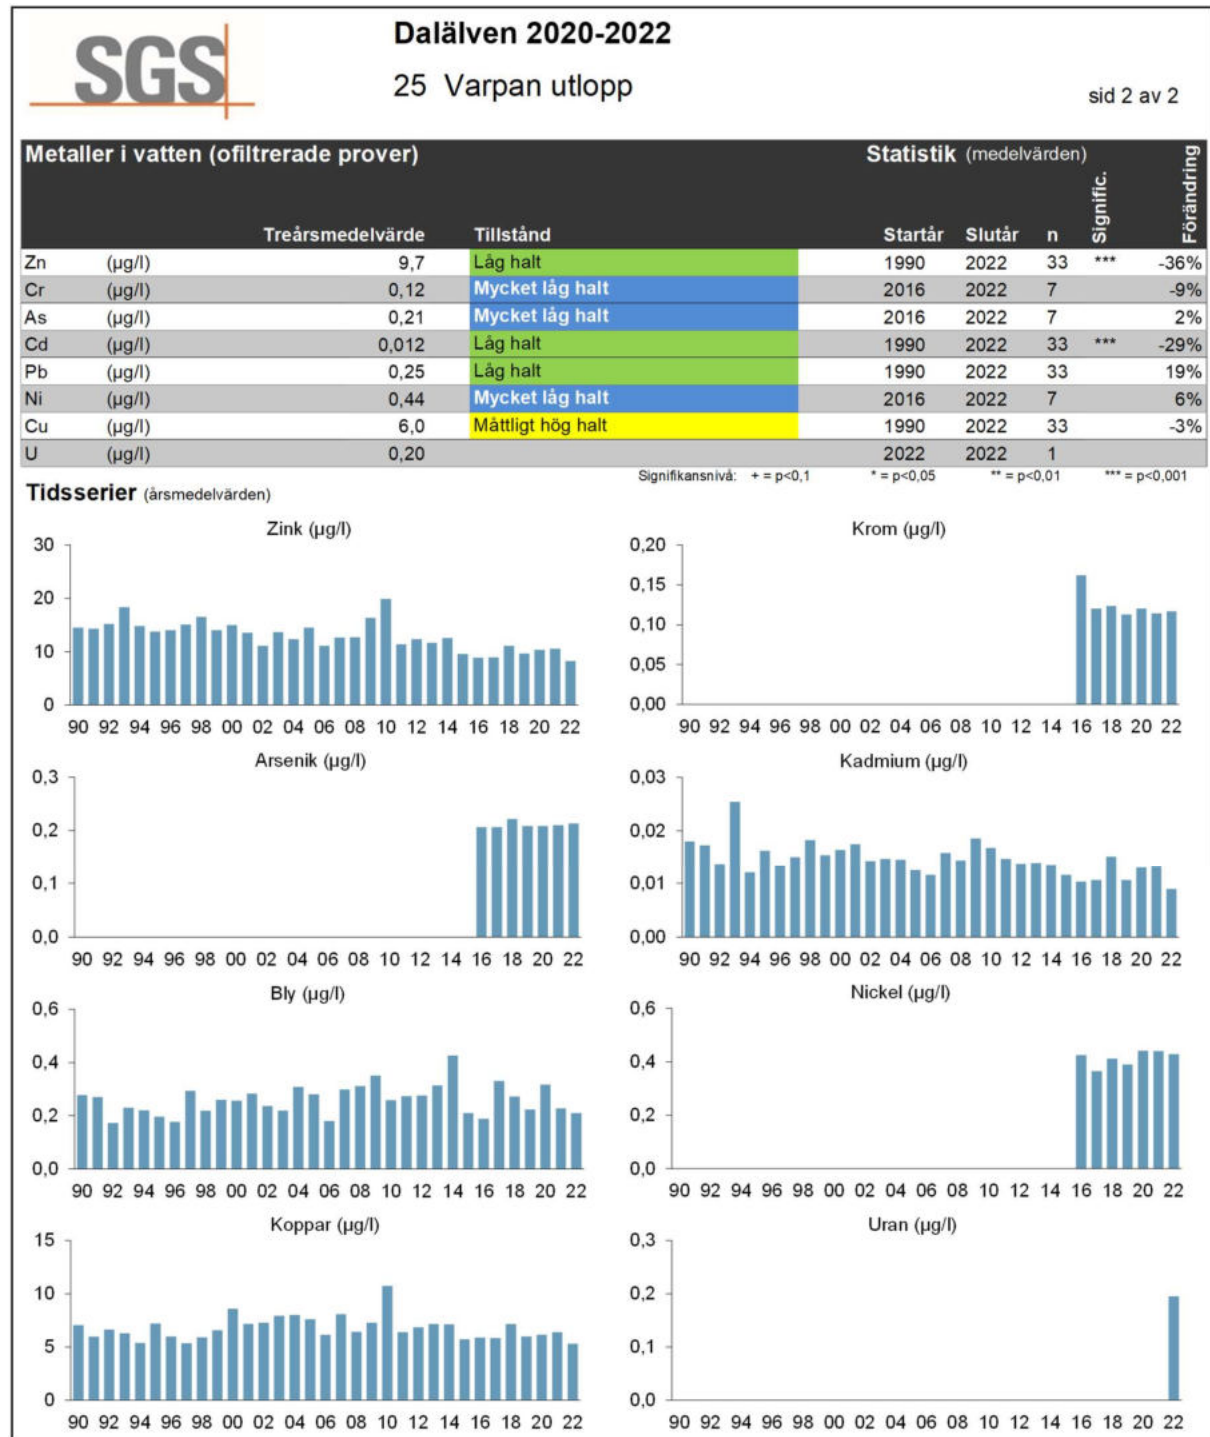 SGS
Dalälven 2020-2022
25 Varpan utlopp
sid 2 av 2
Metaller i vatten (ofiltrerade prover) Statistik (medelvärden)
Treårsmedelvärde Tillstånd Startår Slutår n Signific. Förändring
Zn (µg/l) 9,7 Låg halt 1990 2022 33 *** -36%
Cr (µg/l) 0,12 Mycket låg halt 2016 2022 7 -9%
As (µg/l) 0,21 Mycket låg halt 2016 2022 7 2%
Cd (µg/l) 0,012 Låg halt 1990 2022 33 *** -29%
Pb (µg/l) 0,25 Låg halt 1990 2022 33 19%
Ni (µg/l) 0,44 Mycket låg halt 2016 2022 7 6%
Cu (µg/l) 6,0 Måttligt hög halt 1990 2022 33 -3%
U (µg/l) 0,20 2022 2022 1
Signifikansnivå: + = p<0,1 * = p<0,05 ** = p<0,01 *** = p<0,001
Tidsserier (årsmedelvärden)
Zink (µg/l)
30
20
10
0
90 92 94 96 98 00 02 04 06 08 10 12 14 16 18 20 22
Krom (µg/l)
0,20
0,15
0,10
0,05
0,00
90 92 94 96 98 00 02 04 06 08 10 12 14 16 18 20 22
Arsenik (µg/l)
0,3
0,2
0,1
0,0
90 92 94 96 98 00 02 04 06 08 10 12 14 16 18 20 22
Kadmium (µg/l)
0,03
0,02
0,01
0,00
90 92 94 96 98 00 02 04 06 08 10 12 14 16 18 20 22
Bly (µg/l)
0,6
0,4
0,2
0,0
90 92 94 96 98 00 02 04 06 08 10 12 14 16 18 20 22
Nickel (µg/l)
0,6
0,4
0,2
0,0
90 92 94 96 98 00 02 04 06 08 10 12 14 16 18 20 22
Koppar (µg/l)
15
10
5
0
90 92 94 96 98 00 02 04 06 08 10 12 14 16 18 20 22
Uran (µg/l)
0,3
0,2
0,1
0,0
90 92 94 96 98 00 02 04 06 08 10 12 14 16 18 20 22